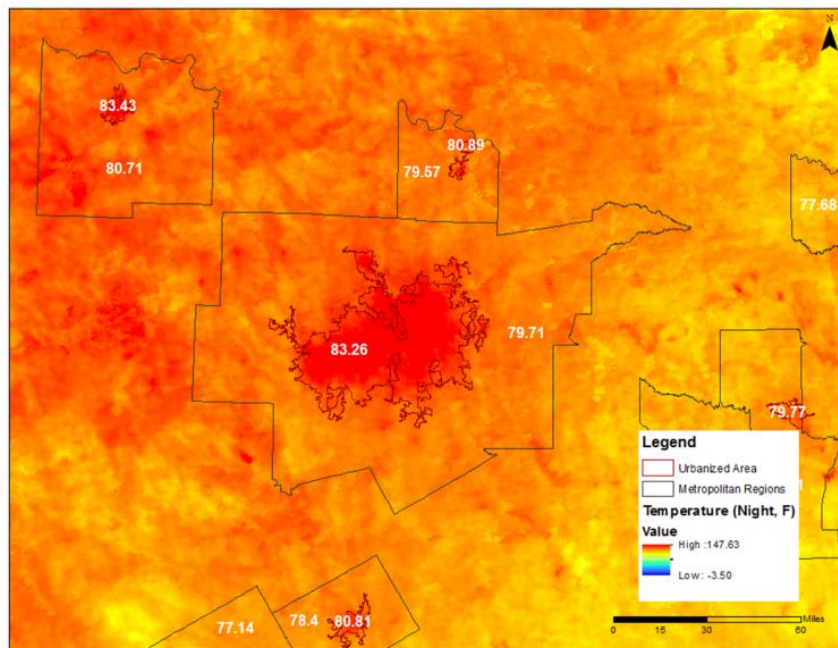 N
83.43
80.89
80.71
79.57
77.68
79.71
83.26
79.77
Legend
Urbanized Area
Metropolitan Regions
Temperature (Night, F)
Value
High :147.63
Low: -3.50
78.4
80.81
77.14
Miles
0 15 30 60